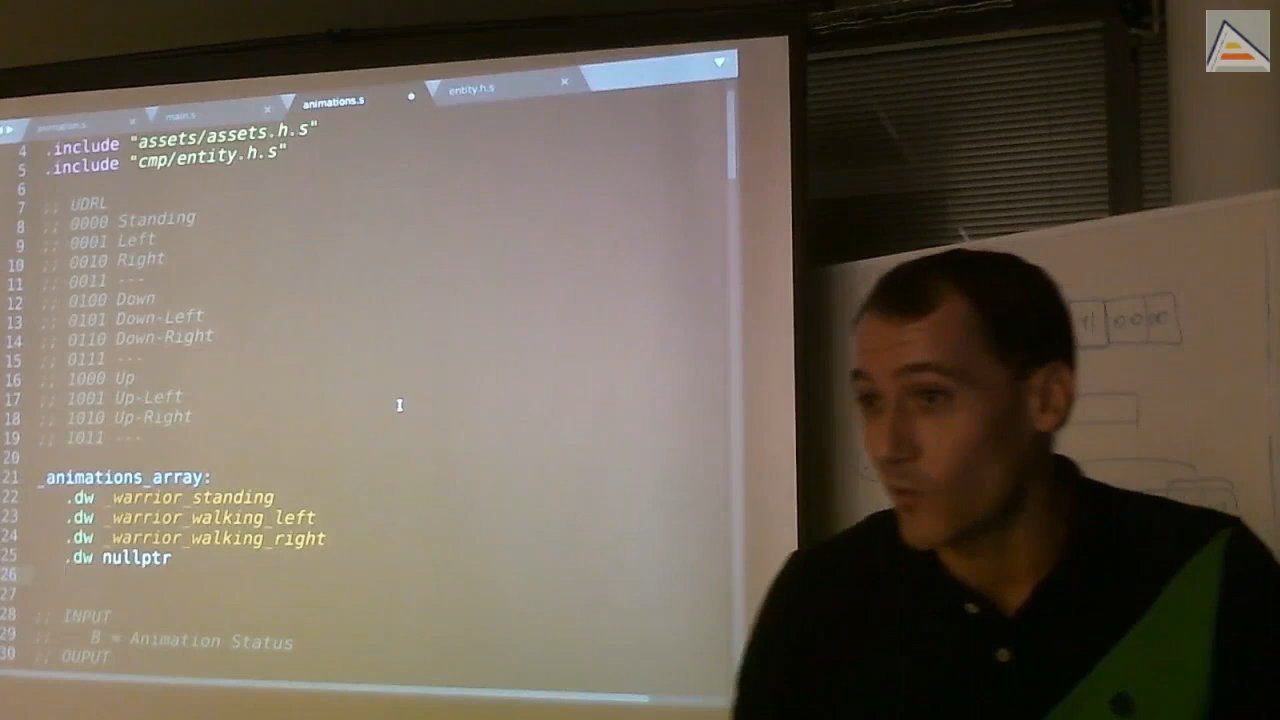 animation.s
main.s
animations.s
entity.h.s
4 .include "assets/assets.h.s"
5 .include "cmp/entity.h.s"
6
7 ;; UDRL
8 ;; 0000 Standing
9 ;; 0001 Left
10 ;; 0010 Right
11 ;; 0011 ---
12 ;; 0100 Down
13 ;; 0101 Down-Left
14 ;; 0110 Down-Right
15 ;; 0111 ---
16 ;; 1000 Up
17 ;; 1001 Up-Left
18 ;; 1010 Up-Right
19 ;; 1011 ---
20
21 _animations_array:
22 .dw _warrior_standing
23 .dw _warrior_walking_left
24 .dw _warrior_walking_right
25 .dw nullptr
26
27
28 ;; INPUT
29 ;; B = Animation Status
30 ;; OUPUT
0000